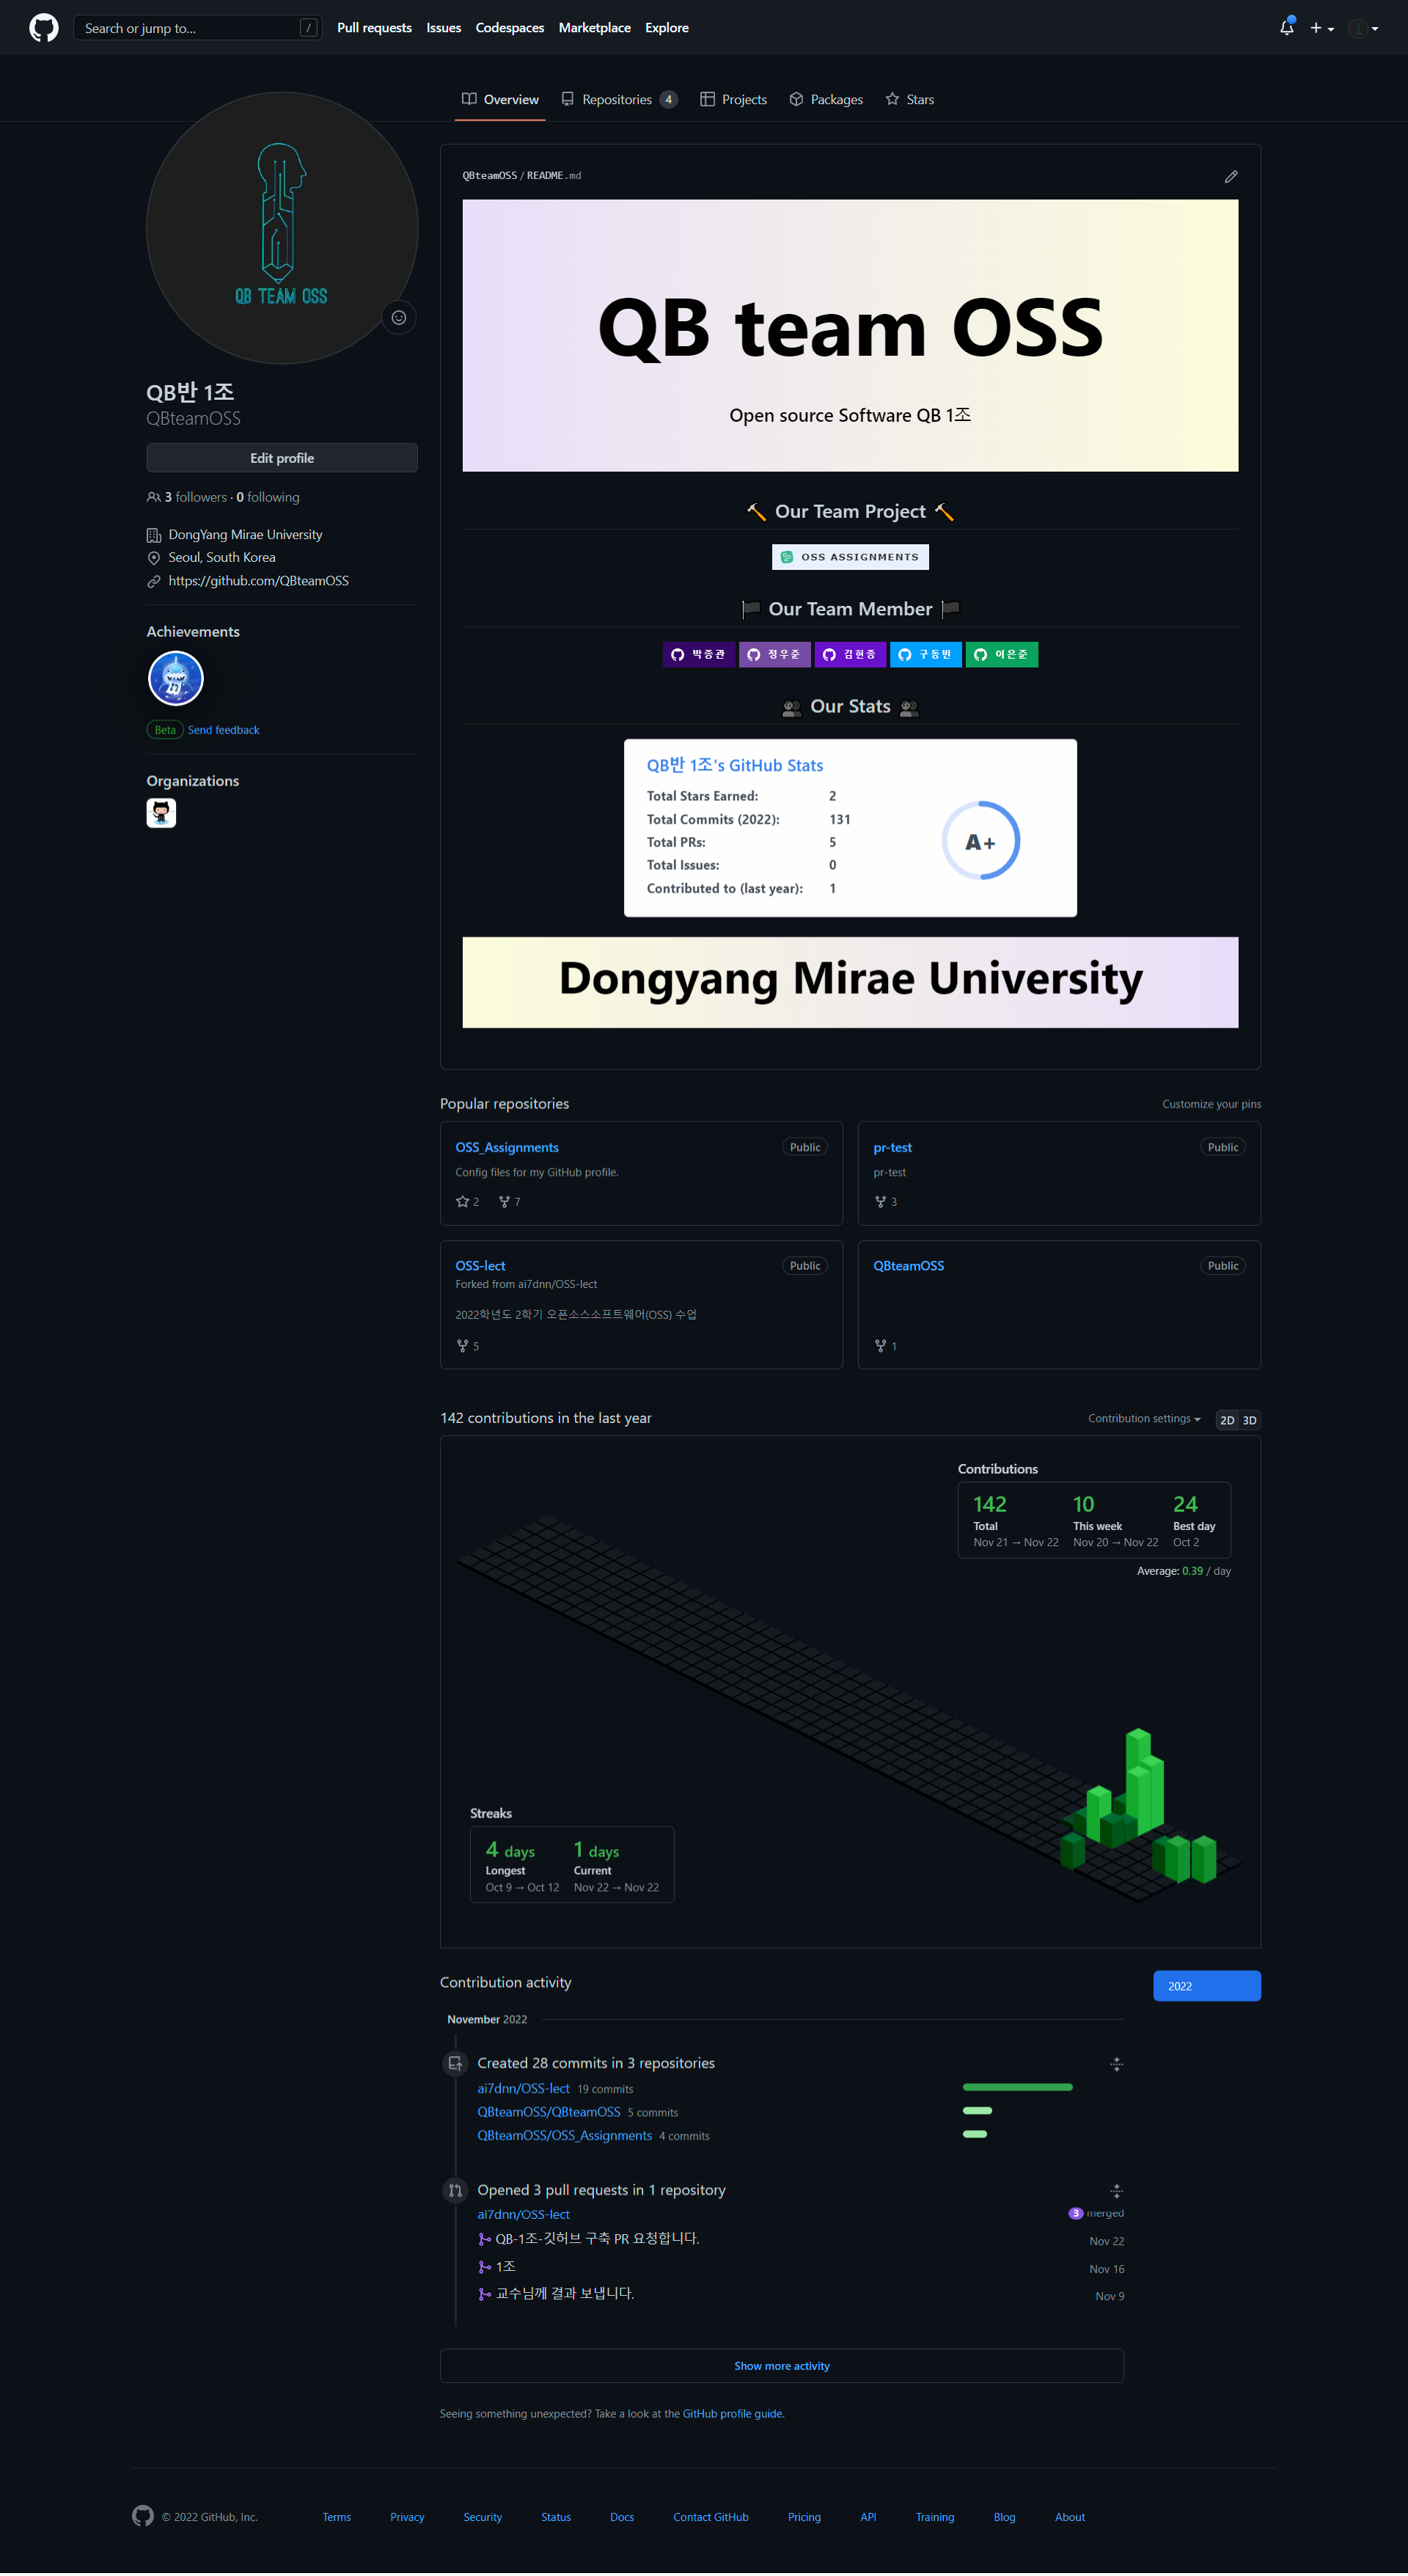 Search or jump to... /
Pull requests Issues Codespaces Marketplace Explore
Overview Repositories 4 Projects Packages Stars
QB TEAM OSS
QB반 1조
QBteamOSS
Edit profile
3 followers · 0 following
DongYang Mirae University
Seoul, South Korea
https://github.com/QBteamOSS
Achievements
Beta Send feedback
Organizations
QBteamOSS / README.md
QB team OSS
Open source Software QB 1조
Our Team Project
OSS ASSIGNMENTS
Our Team Member
박종관 정우준 김현중 구동빈 이은준
Our Stats
QB반 1조's GitHub Stats
Total Stars Earned: 2
Total Commits (2022): 131
Total PRs: 5
Total Issues: 0
Contributed to (last year): 1
A+
Dongyang Mirae University
Popular repositories Customize your pins
OSS_Assignments Public
Config files for my GitHub profile.
2 7
pr-test Public
pr-test
3
OSS-lect Public
Forked from ai7dnn/OSS-lect
2022학년도 2학기 오픈소스소프트웨어(OSS) 수업
5
QBteamOSS Public
1
142 contributions in the last year Contribution settings 2D 3D
Contributions
142 10 24
Total This week Best day
Nov 21 → Nov 22 Nov 20 → Nov 22 Oct 2
Average: 0.39 / day
Streaks
4 days 1 days
Longest Current
Oct 9 → Oct 12 Nov 22 → Nov 22
Contribution activity 2022
November 2022
Created 28 commits in 3 repositories
ai7dnn/OSS-lect 19 commits
QBteamOSS/QBteamOSS 5 commits
QBteamOSS/OSS_Assignments 4 commits
Opened 3 pull requests in 1 repository
ai7dnn/OSS-lect 3 merged
QB-1조-깃허브 구축 PR 요청합니다. Nov 22
1조 Nov 16
교수님께 결과 보냅니다. Nov 9
Show more activity
Seeing something unexpected? Take a look at the GitHub profile guide.
© 2022 GitHub, Inc. Terms Privacy Security Status Docs Contact GitHub Pricing API Training Blog About